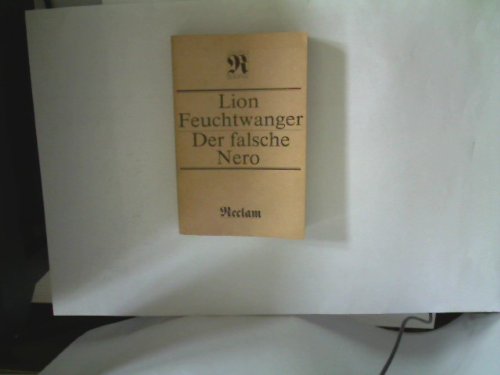 R
Lion
Feuchtwanger
Der falsche
Nero
Reclam